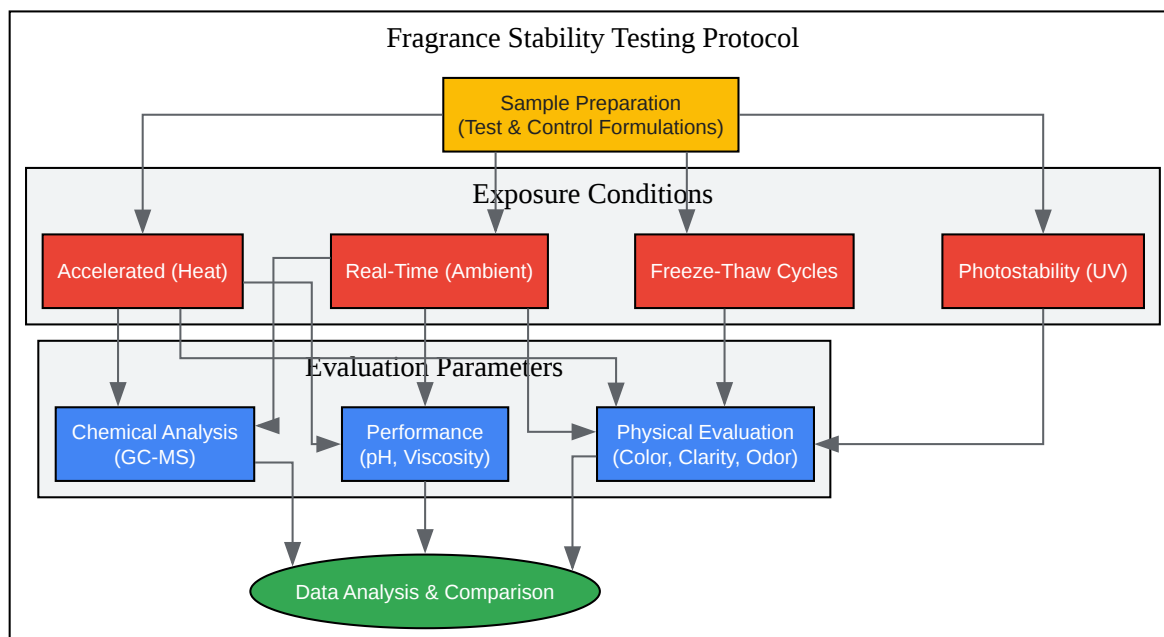 Fragrance Stability Testing Protocol
Sample Preparation
(Test & Control Formulations)
Exposure Conditions
Accelerated (Heat)
Real-Time (Ambient)
Freeze-Thaw Cycles
Photostability (UV)
Evaluation Parameters
Chemical Analysis
(GC-MS)
Performance
(pH, Viscosity)
Physical Evaluation
(Color, Clarity, Odor)
Data Analysis & Comparison